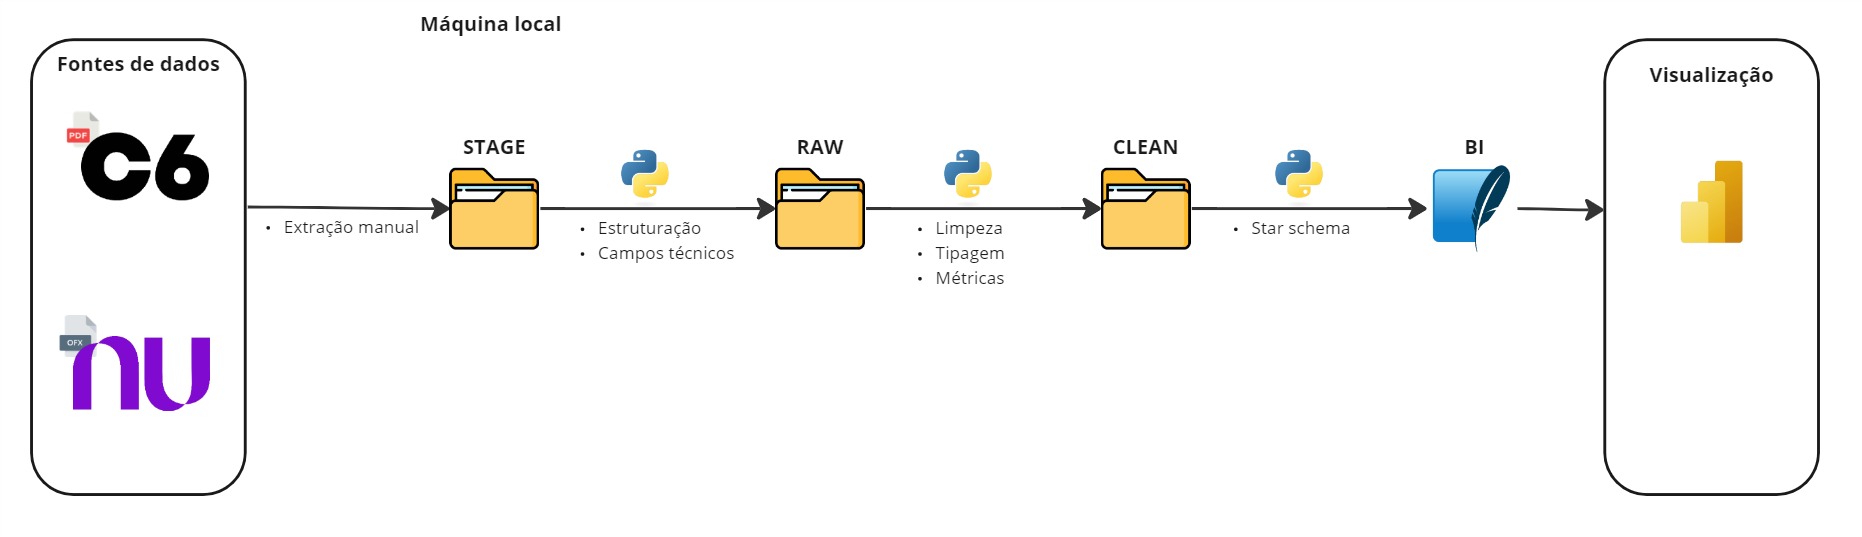 Máquina local
Fontes de dados
PDF
C6
OFX
nu
• Extração manual
STAGE
• Estruturação
• Campos técnicos
RAW
• Limpeza
• Tipagem
• Métricas
CLEAN
• Star schema
BI
Visualização